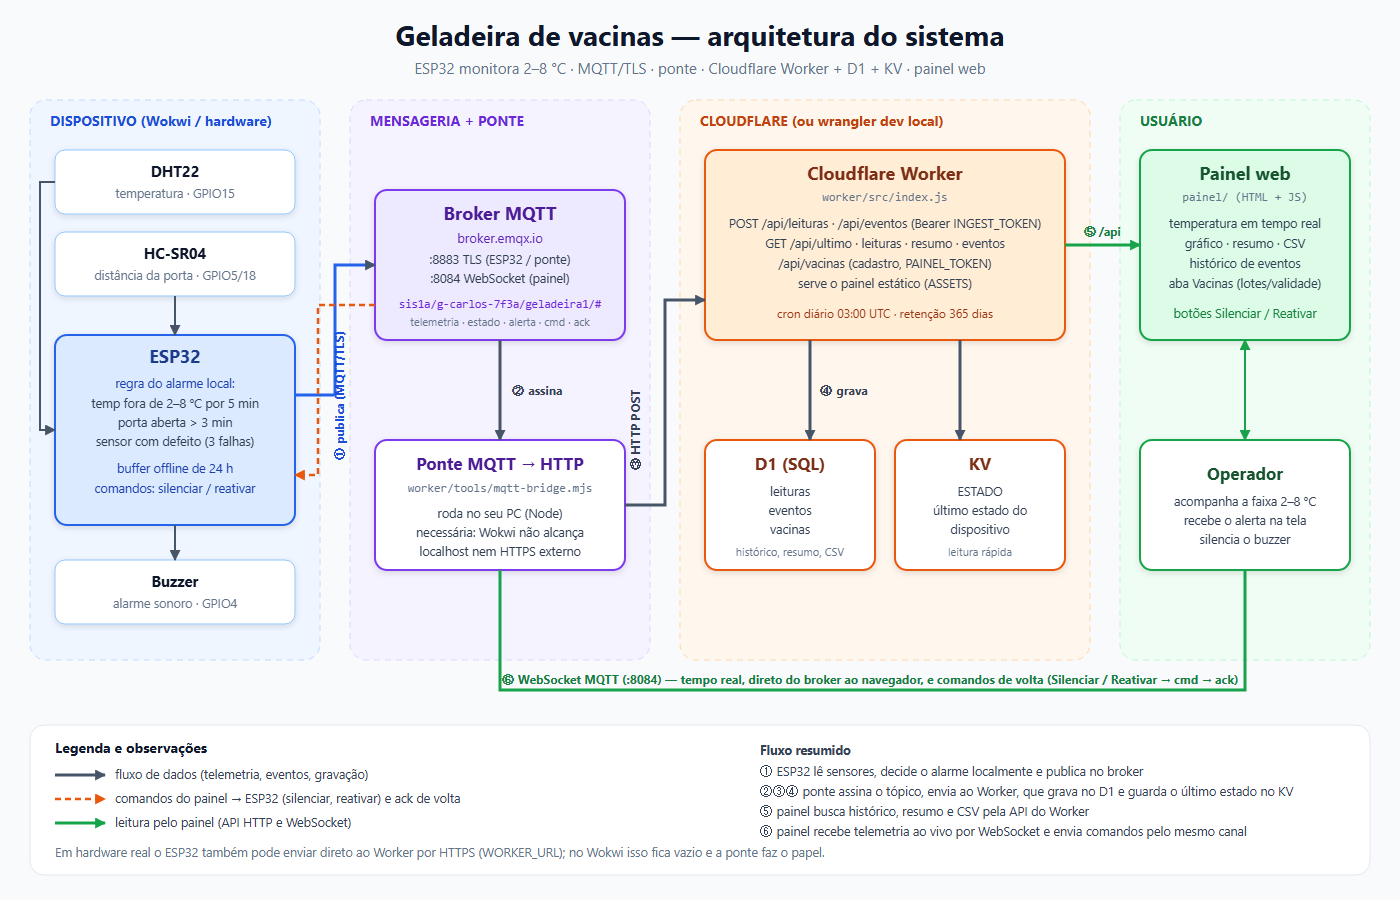 Geladeira de vacinas — arquitetura do sistema
ESP32 monitora 2–8 °C · MQTT/TLS · ponte · Cloudflare Worker + D1 + KV · painel web
DISPOSITIVO (Wokwi / hardware)
DHT22
temperatura · GPIO15
HC-SR04
distância da porta · GPIO5/18
ESP32
regra do alarme local:
temp fora de 2–8 °C por 5 min
porta aberta > 3 min
sensor com defeito (3 falhas)
buffer offline de 24 h
comandos: silenciar / reativar
Buzzer
alarme sonoro · GPIO4
① publica (MQTT/TLS)
MENSAGERIA + PONTE
Broker MQTT
broker.emqx.io
:8883 TLS (ESP32 / ponte)
:8084 WebSocket (painel)
sis1a/g-carlos-7f3a/geladeira1/#
telemetria · estado · alerta · cmd · ack
② assina
Ponte MQTT → HTTP
worker/tools/mqtt-bridge.mjs
roda no seu PC (Node)
necessária: Wokwi não alcança
localhost nem HTTPS externo
③ HTTP POST
CLOUDFLARE (ou wrangler dev local)
Cloudflare Worker
worker/src/index.js
POST /api/leituras · /api/eventos (Bearer INGEST_TOKEN)
GET /api/ultimo · leituras · resumo · eventos
/api/vacinas (cadastro, PAINEL_TOKEN)
serve o painel estático (ASSETS)
cron diário 03:00 UTC · retenção 365 dias
④ grava
D1 (SQL)
leituras
eventos
vacinas
histórico, resumo, CSV
KV
ESTADO
último estado do
dispositivo
leitura rápida
⑤ /api
USUÁRIO
Painel web
painel/ (HTML + JS)
temperatura em tempo real
gráfico · resumo · CSV
histórico de eventos
aba Vacinas (lotes/validade)
botões Silenciar / Reativar
Operador
acompanha a faixa 2–8 °C
recebe o alerta na tela
silencia o buzzer
⑥ WebSocket MQTT (:8084) — tempo real, direto do broker ao navegador, e comandos de volta (Silenciar / Reativar → cmd → ack)
Legenda e observações
fluxo de dados (telemetria, eventos, gravação)
comandos do painel → ESP32 (silenciar, reativar) e ack de volta
leitura pelo painel (API HTTP e WebSocket)
Em hardware real o ESP32 também pode enviar direto ao Worker por HTTPS (WORKER_URL); no Wokwi isso fica vazio e a ponte faz o papel.
Fluxo resumido
① ESP32 lê sensores, decide o alarme localmente e publica no broker
②③④ ponte assina o tópico, envia ao Worker, que grava no D1 e guarda o último estado no KV
⑤ painel busca histórico, resumo e CSV pela API do Worker
⑥ painel recebe telemetria ao vivo por WebSocket e envia comandos pelo mesmo canal